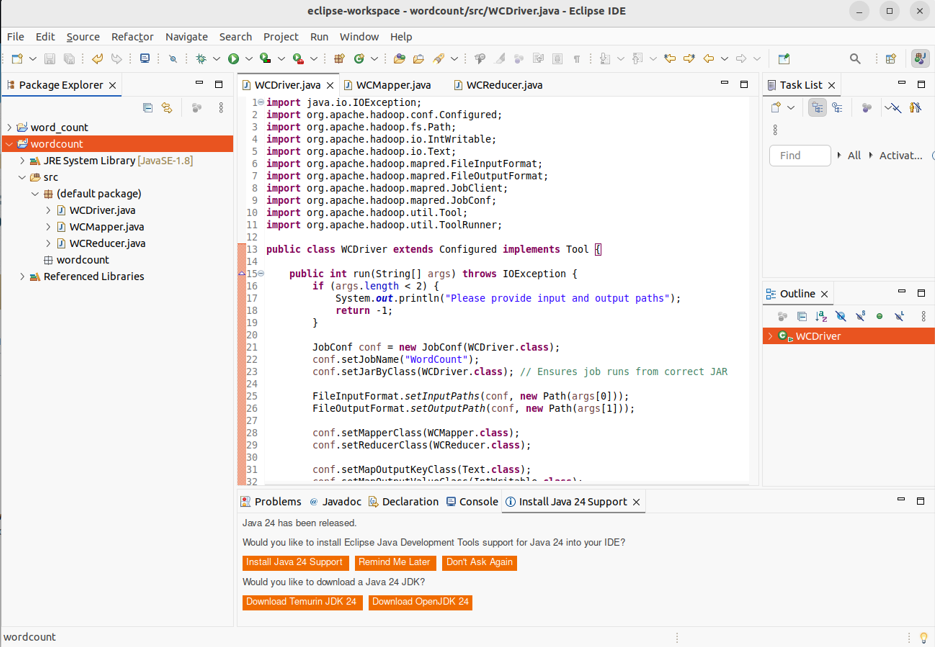 eclipse-workspace - wordcount/src/WCDriver.java - Eclipse IDE
File Edit Source Refactor Navigate Search Project Run Window Help
Package Explorer
word_count
wordcount
JRE System Library [JavaSE-1.8]
src
(default package)
WCDriver.java
WCMapper.java
WCReducer.java
wordcount
Referenced Libraries
WCDriver.java WCMapper.java WCReducer.java
1 import java.io.IOException;
2 import org.apache.hadoop.conf.Configured;
3 import org.apache.hadoop.fs.Path;
4 import org.apache.hadoop.io.IntWritable;
5 import org.apache.hadoop.io.Text;
6 import org.apache.hadoop.mapred.FileInputFormat;
7 import org.apache.hadoop.mapred.FileOutputFormat;
8 import org.apache.hadoop.mapred.JobClient;
9 import org.apache.hadoop.mapred.JobConf;
10 import org.apache.hadoop.util.Tool;
11 import org.apache.hadoop.util.ToolRunner;
12
13 public class WCDriver extends Configured implements Tool {
14
15 public int run(String[] args) throws IOException {
16 if (args.length < 2) {
17 System.out.println("Please provide input and output paths");
18 return -1;
19 }
20
21 JobConf conf = new JobConf(WCDriver.class);
22 conf.setJobName("WordCount");
23 conf.setJarByClass(WCDriver.class); // Ensures job runs from correct JAR
24
25 FileInputFormat.setInputPaths(conf, new Path(args[0]));
26 FileOutputFormat.setOutputPath(conf, new Path(args[1]));
27
28 conf.setMapperClass(WCMapper.class);
29 conf.setReducerClass(WCReducer.class);
30
31 conf.setMapOutputKeyClass(Text.class);
32 conf.setMapOutputValueClass(IntWritable.class);
Task List
Find All Activat...
Outline
WCDriver
Problems Javadoc Declaration Console Install Java 24 Support
Java 24 has been released.
Would you like to install Eclipse Java Development Tools support for Java 24 into your IDE?
Install Java 24 Support Remind Me Later Don't Ask Again
Would you like to download a Java 24 JDK?
Download Temurin JDK 24 Download OpenJDK 24
wordcount